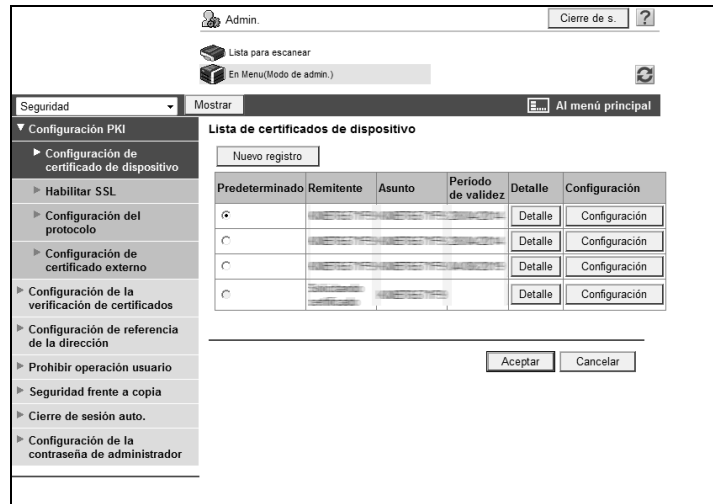 Admin.
Cierre de s.
?
Lista para escanear
En Menu(Modo de admin.)
Seguridad
Mostrar
Al menú principal
Configuración PKI
Configuración de
certificado de dispositivo
Habilitar SSL
Configuración del
protocolo
Configuración de
certificado externo
Configuración de la
verificación de certificados
Configuración de referencia
de la dirección
Prohibir operación usuario
Seguridad frente a copia
Cierre de sesión auto.
Configuración de la
contraseña de administrador
Lista de certificados de dispositivo
Nuevo registro
Predeterminado Remitente Asunto Período de validez Detalle Configuración
Detalle Configuración
Detalle Configuración
Detalle Configuración
Detalle Configuración
Aceptar Cancelar